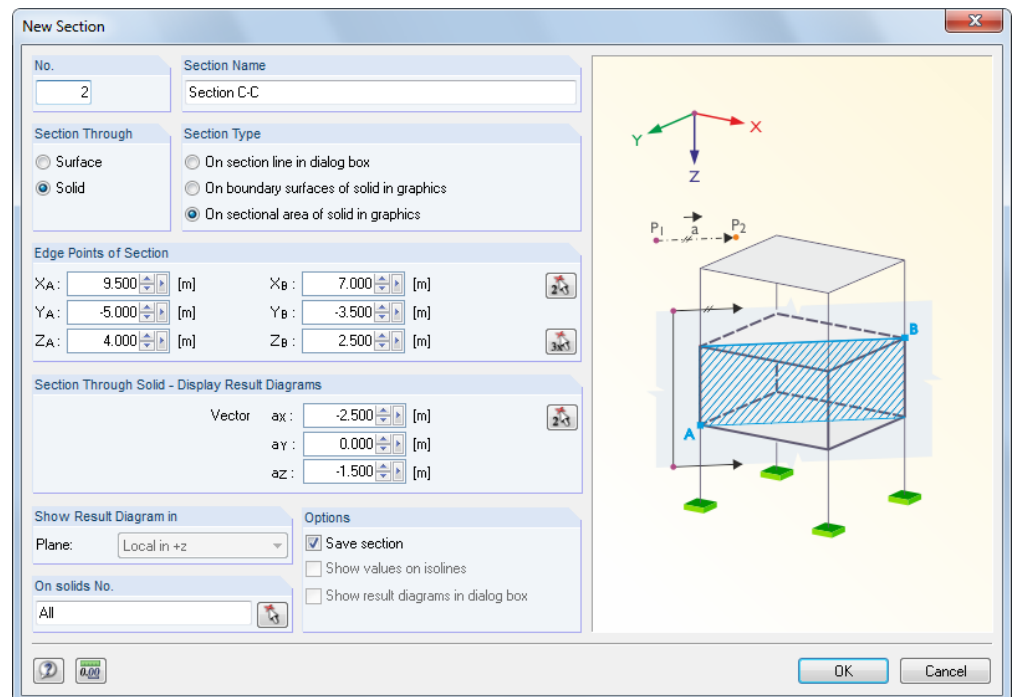 New Section
No.
2
Section Name
Section C-C
Section Through
Surface
Solid
Section Type
On section line in dialog box
On boundary surfaces of solid in graphics
On sectional area of solid in graphics
Edge Points of Section
XA: 9.500 [m] XB: 7.000 [m]
YA: -5.000 [m] YB: -3.500 [m]
ZA: 4.000 [m] ZB: 2.500 [m]
2x
3x
Section Through Solid - Display Result Diagrams
Vector aX: -2.500 [m]
aY: 0.000 [m]
aZ: -1.500 [m]
2x
Show Result Diagram in
Plane: Local in +z
On solids No.
All
Options
Save section
Show values on isolines
Show result diagrams in dialog box
Y
X
Z
P1 a P2
B
A
0.00
OK
Cancel